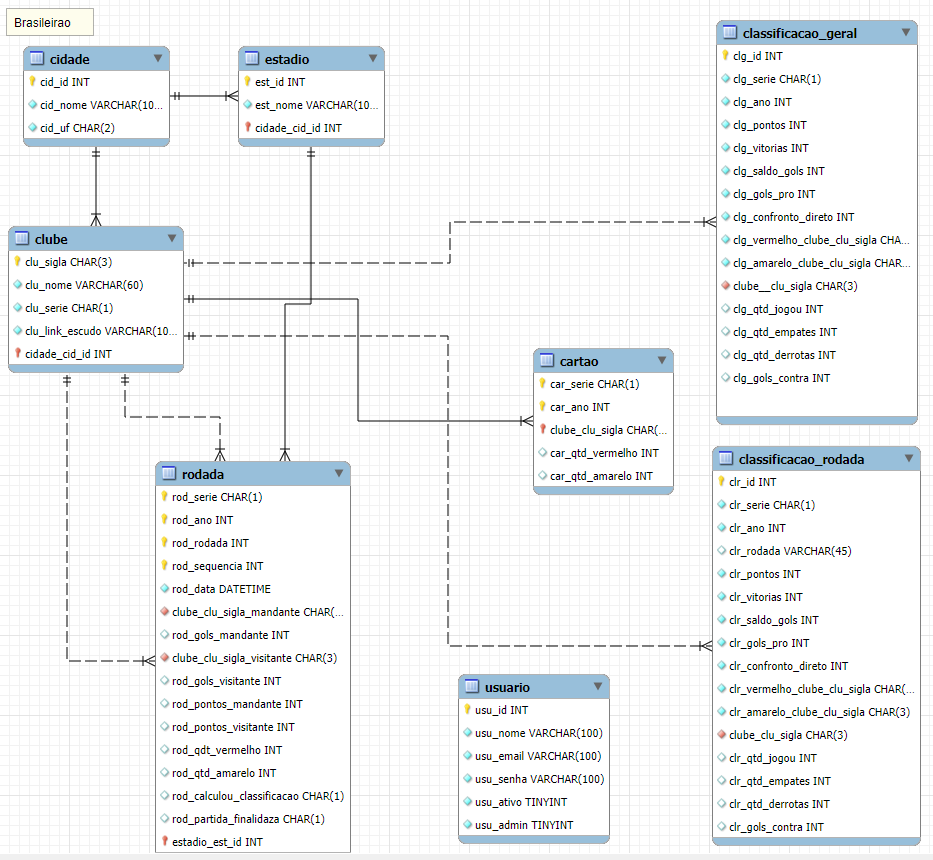 Brasileirao
cidade
cid_id INT
cid_nome VARCHAR(10...
cid_uf CHAR(2)
estadio
est_id INT
est_nome VARCHAR(10...
cidade_cid_id INT
classificacao_geral
clg_id INT
clg_serie CHAR(1)
clg_ano INT
clg_pontos INT
clg_vitorias INT
clg_saldo_gols INT
clg_gols_pro INT
clg_confronto_direto INT
clg_vermelho_clube_clu_sigla CHA...
clg_amarelo_clube_clu_sigla CHAR...
clube__clu_sigla CHAR(3)
clg_qtd_jogou INT
clg_qtd_empates INT
clg_qtd_derrotas INT
clg_gols_contra INT
clube
clu_sigla CHAR(3)
clu_nome VARCHAR(60)
clu_serie CHAR(1)
clu_link_escudo VARCHAR(10...
cidade_cid_id INT
cartao
car_serie CHAR(1)
car_ano INT
clube_clu_sigla CHAR(...
car_qtd_vermelho INT
car_qtd_amarelo INT
rodada
rod_serie CHAR(1)
rod_ano INT
rod_rodada INT
rod_sequencia INT
rod_data DATETIME
clube_clu_sigla_mandante CHAR(...
rod_gols_mandante INT
clube_clu_sigla_visitante CHAR(3)
rod_gols_visitante INT
rod_pontos_mandante INT
rod_pontos_visitante INT
rod_qdt_vermelho INT
rod_qtd_amarelo INT
rod_calculou_classificacao CHAR(1)
rod_partida_finalidaza CHAR(1)
estadio_est_id INT
classificacao_rodada
clr_id INT
clr_serie CHAR(1)
clr_ano INT
clr_rodada VARCHAR(45)
clr_pontos INT
clr_vitorias INT
clr_saldo_gols INT
clr_gols_pro INT
clr_confronto_direto INT
clr_vermelho_clube_clu_sigla CHAR(...
clr_amarelo_clube_clu_sigla CHAR(3)
clube_clu_sigla CHAR(3)
clr_qtd_jogou INT
clr_qtd_empates INT
clr_qtd_derrotas INT
clr_gols_contra INT
usuario
usu_id INT
usu_nome VARCHAR(100)
usu_email VARCHAR(100)
usu_senha VARCHAR(100)
usu_ativo TINYINT
usu_admin TINYINT